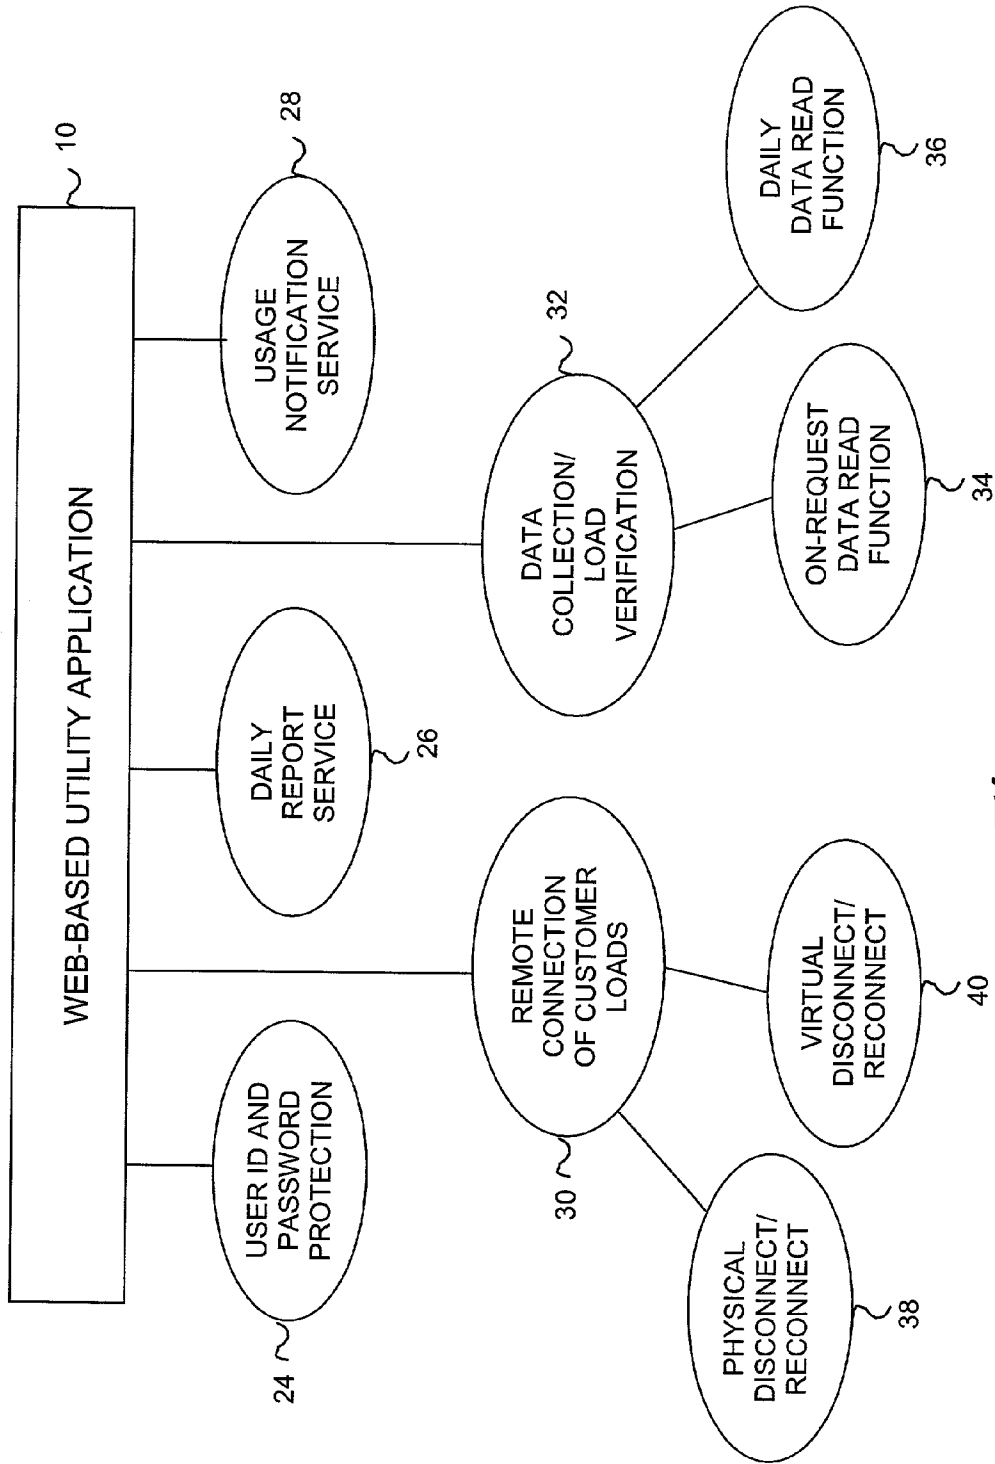 WEB-BASED UTILITY APPLICATION
10
USER ID AND
PASSWORD
PROTECTION
24
DAILY
REPORT
SERVICE
26
USAGE
NOTIFICATION
SERVICE
28
REMOTE
CONNECTION
OF CUSTOMER
LOADS
30
DATA
COLLECTION/
LOAD
VERIFICATION
32
PHYSICAL
DISCONNECT/
RECONNECT
38
VIRTUAL
DISCONNECT/
RECONNECT
40
ON-REQUEST
DATA READ
FUNCTION
34
DAILY
DATA READ
FUNCTION
36